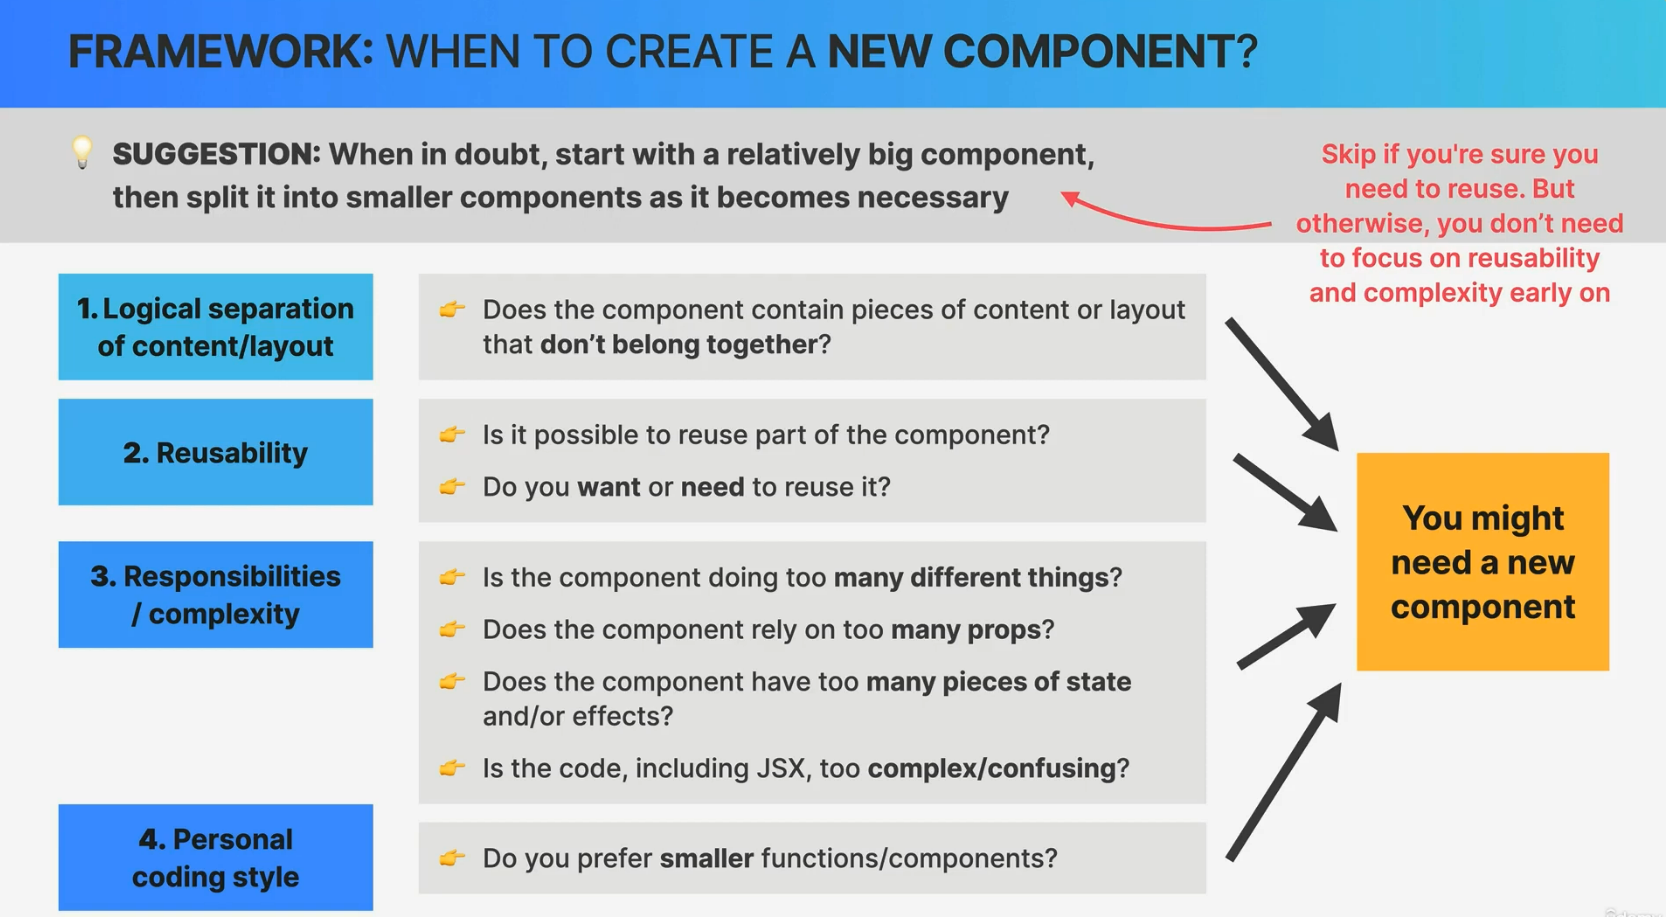 FRAMEWORK: WHEN TO CREATE A NEW COMPONENT?
SUGGESTION: When in doubt, start with a relatively big component,
then split it into smaller components as it becomes necessary
Skip if you're sure you
need to reuse. But
otherwise, you don’t need
to focus on reusability
and complexity early on
1. Logical separation
of content/layout
Does the component contain pieces of content or layout
that don’t belong together?
2. Reusability
Is it possible to reuse part of the component?
Do you want or need to reuse it?
3. Responsibilities
/ complexity
Is the component doing too many different things?
Does the component rely on too many props?
Does the component have too many pieces of state
and/or effects?
Is the code, including JSX, too complex/confusing?
4. Personal
coding style
Do you prefer smaller functions/components?
You might
need a new
component